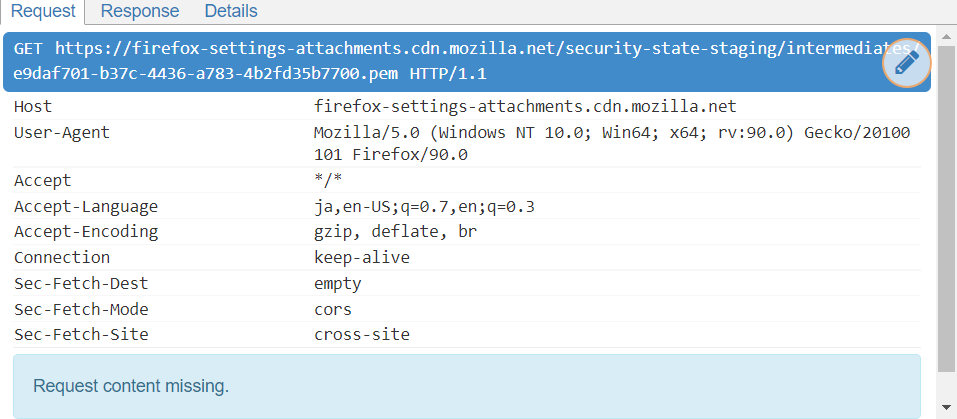 Request Response Details
GET https://firefox-settings-attachments.cdn.mozilla.net/security-state-staging/intermediates/
e9daf701-b37c-4436-a783-4b2fd35b7700.pem HTTP/1.1
Host firefox-settings-attachments.cdn.mozilla.net
User-Agent Mozilla/5.0 (Windows NT 10.0; Win64; x64; rv:90.0) Gecko/20100
101 Firefox/90.0
Accept */*
Accept-Language ja,en-US;q=0.7,en;q=0.3
Accept-Encoding gzip, deflate, br
Connection keep-alive
Sec-Fetch-Dest empty
Sec-Fetch-Mode cors
Sec-Fetch-Site cross-site
Request content missing.